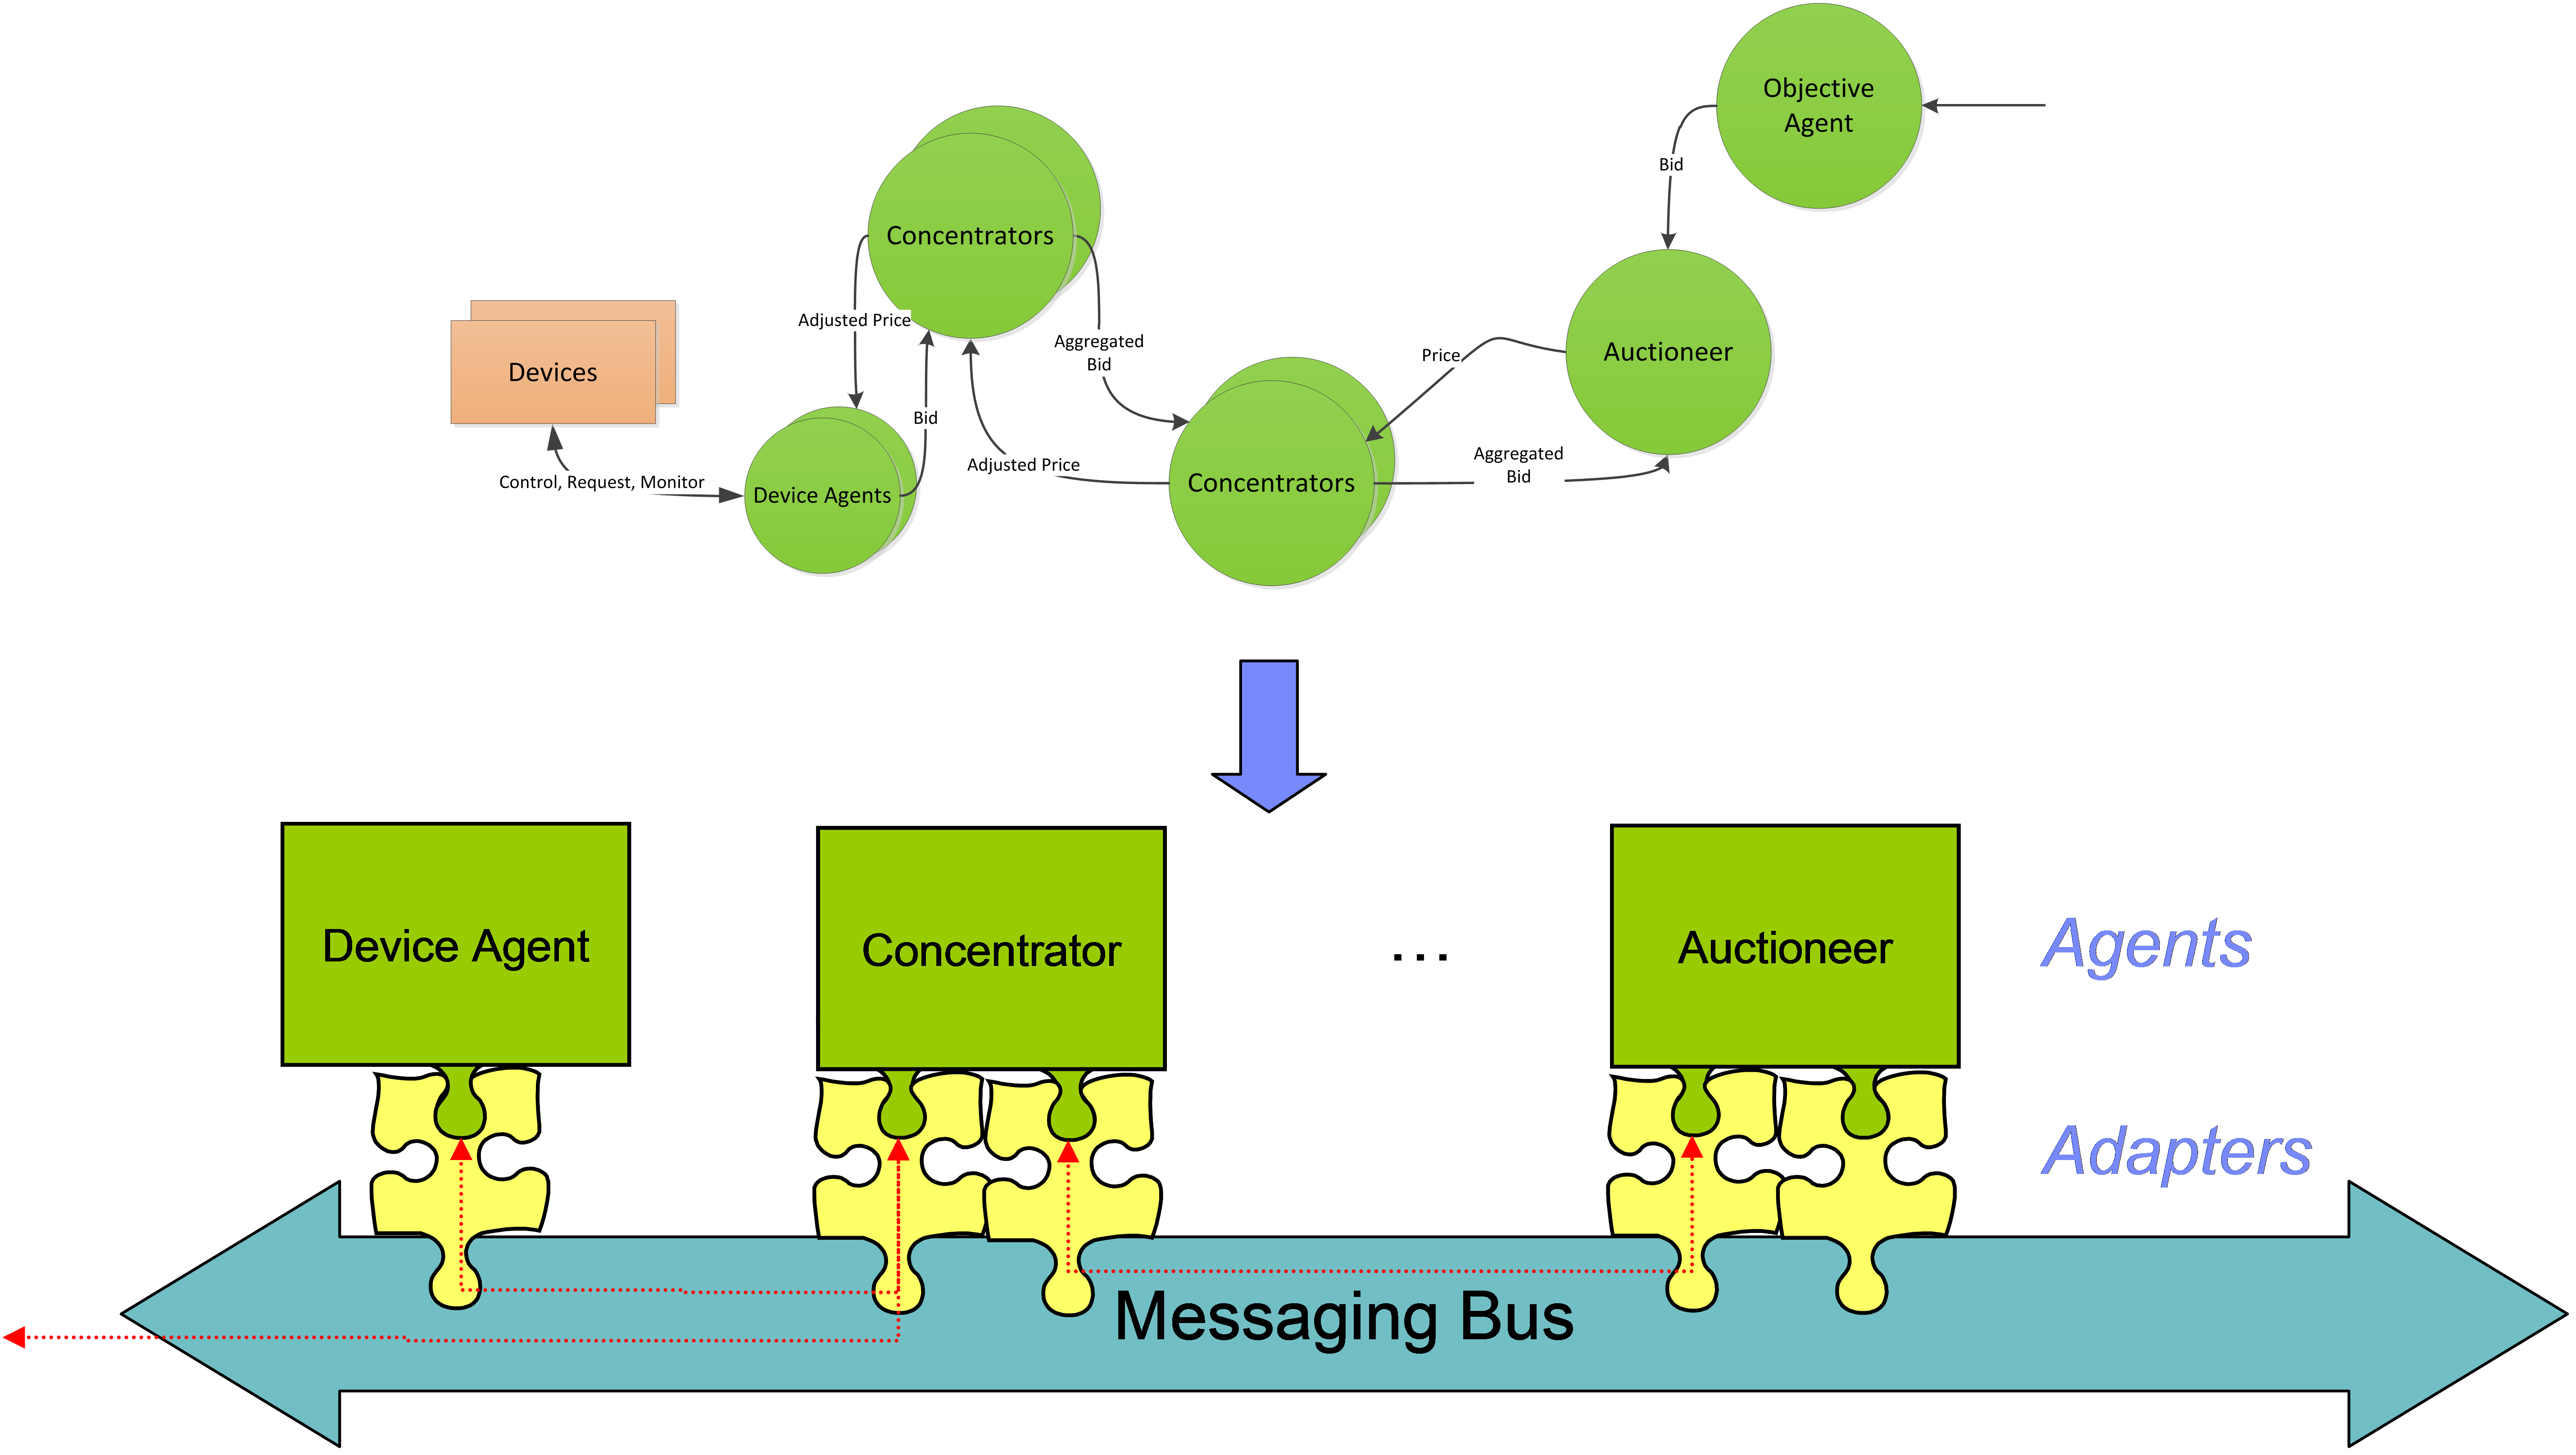 Objective
Agent
Bid
Concentrators
Adjusted Price
Aggregated
Bid
Price
Auctioneer
Devices
Bid
Control, Request, Monitor
Device Agents
Adjusted Price
Concentrators
Aggregated
Bid
Device Agent
Concentrator
...
Auctioneer
Agents
Adapters
Messaging Bus